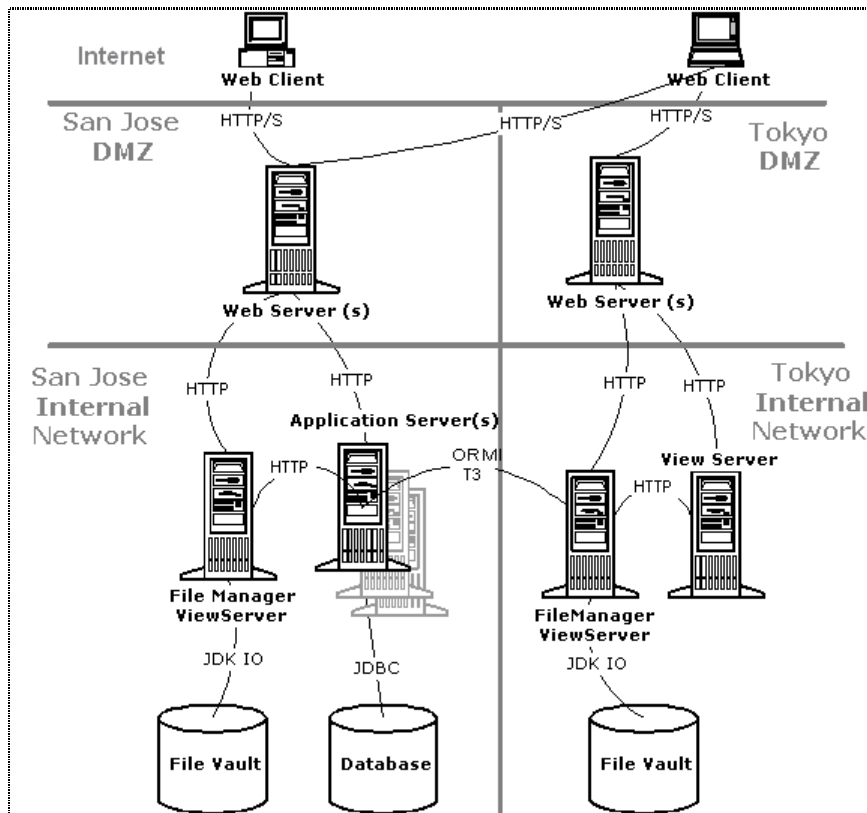 Internet
Web Client
Web Client
HTTP/S
HTTP/S
HTTP/S
San Jose
DMZ
Tokyo
DMZ
Web Server (s)
Web Server (s)
San Jose
Internal
Network
HTTP
HTTP
HTTP
HTTP
Tokyo
Internal
Network
Application Server(s)
ORMI
T3
View Server
HTTP
HTTP
File Manager
ViewServer
FileManager
ViewServer
JDK IO
JDBC
JDK IO
File Vault
Database
File Vault